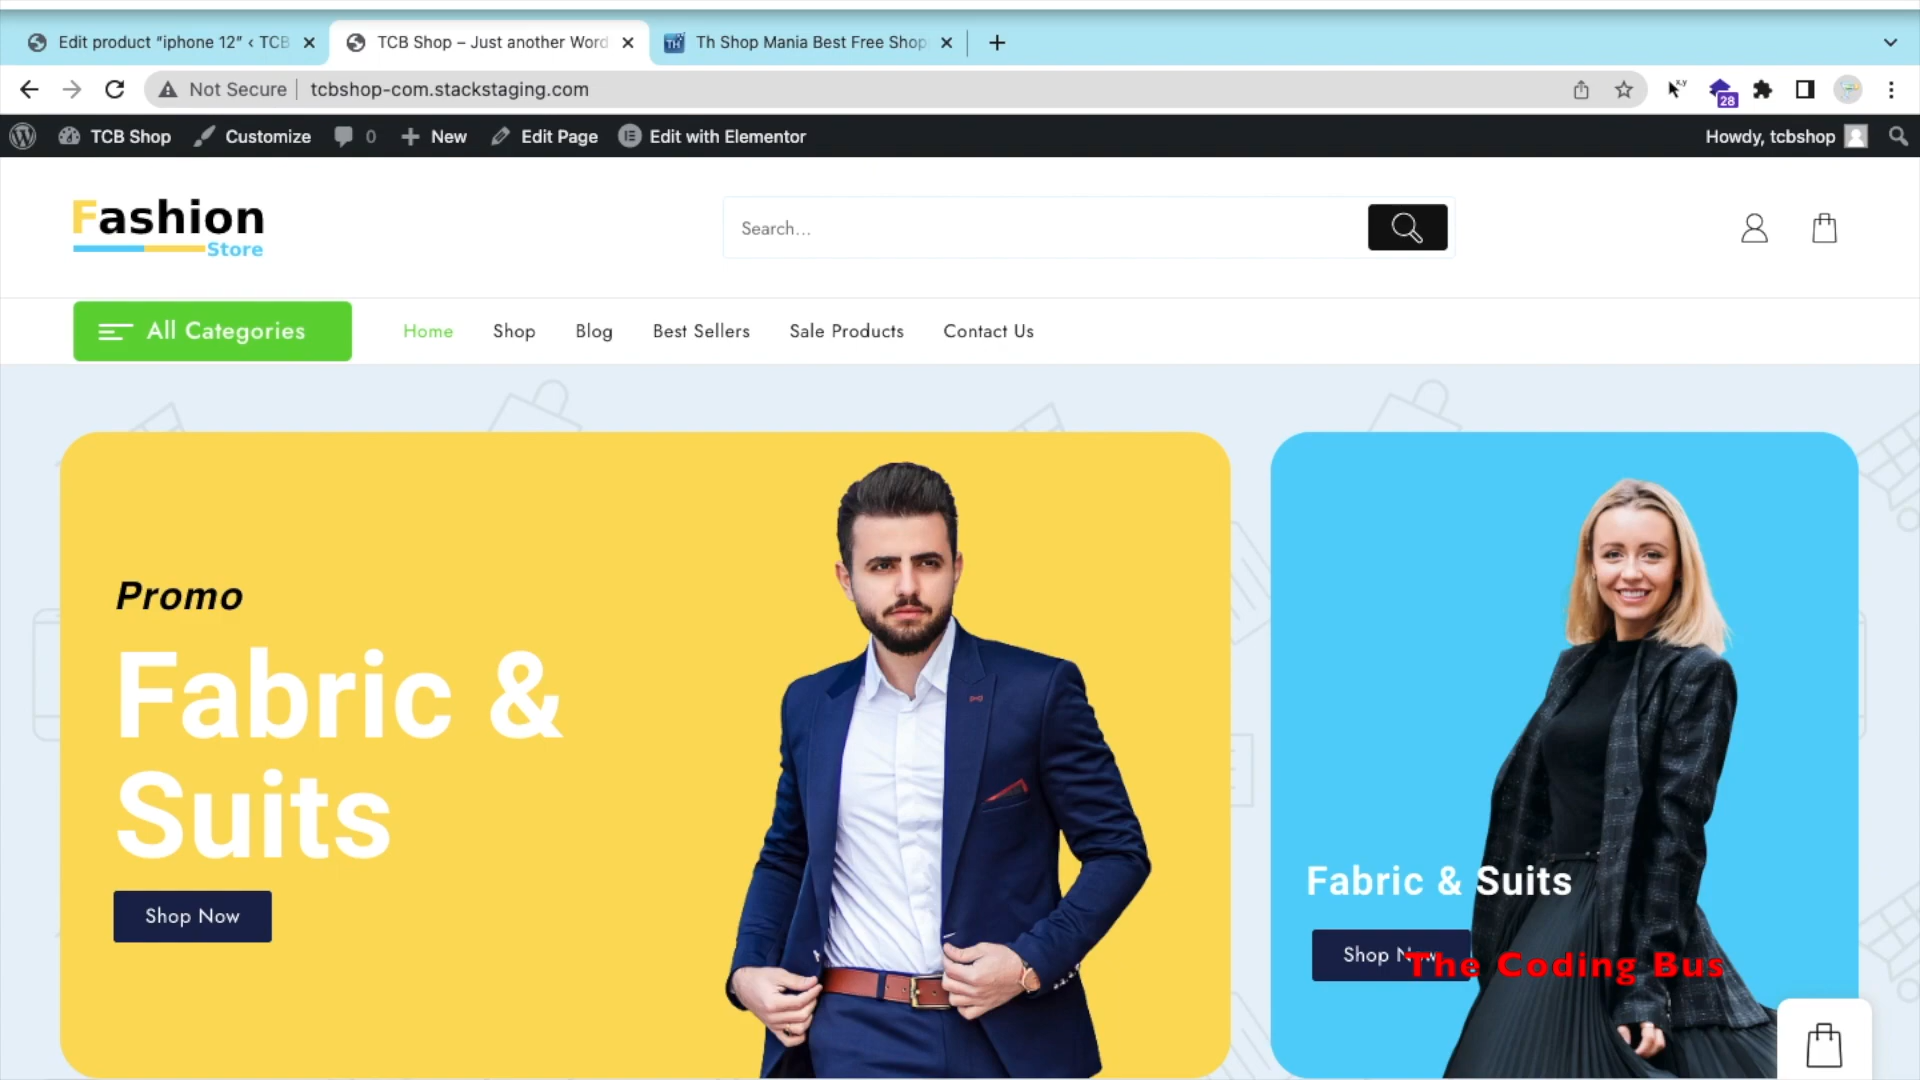 Edit product “iphone 12” ‹ TCB
TCB Shop – Just another Word
Th Shop Mania Best Free Shop
Not Secure
tcbshop-com.stackstaging.com
28
TCB Shop
Customize
0
New
Edit Page
Edit with Elementor
Howdy, tcbshop
Fashion
Store
Search...
All Categories
Home
Shop
Blog
Best Sellers
Sale Products
Contact Us
Promo
Fabric &
Suits
Shop Now
Fabric & Suits
Shop Now
The Coding Bus